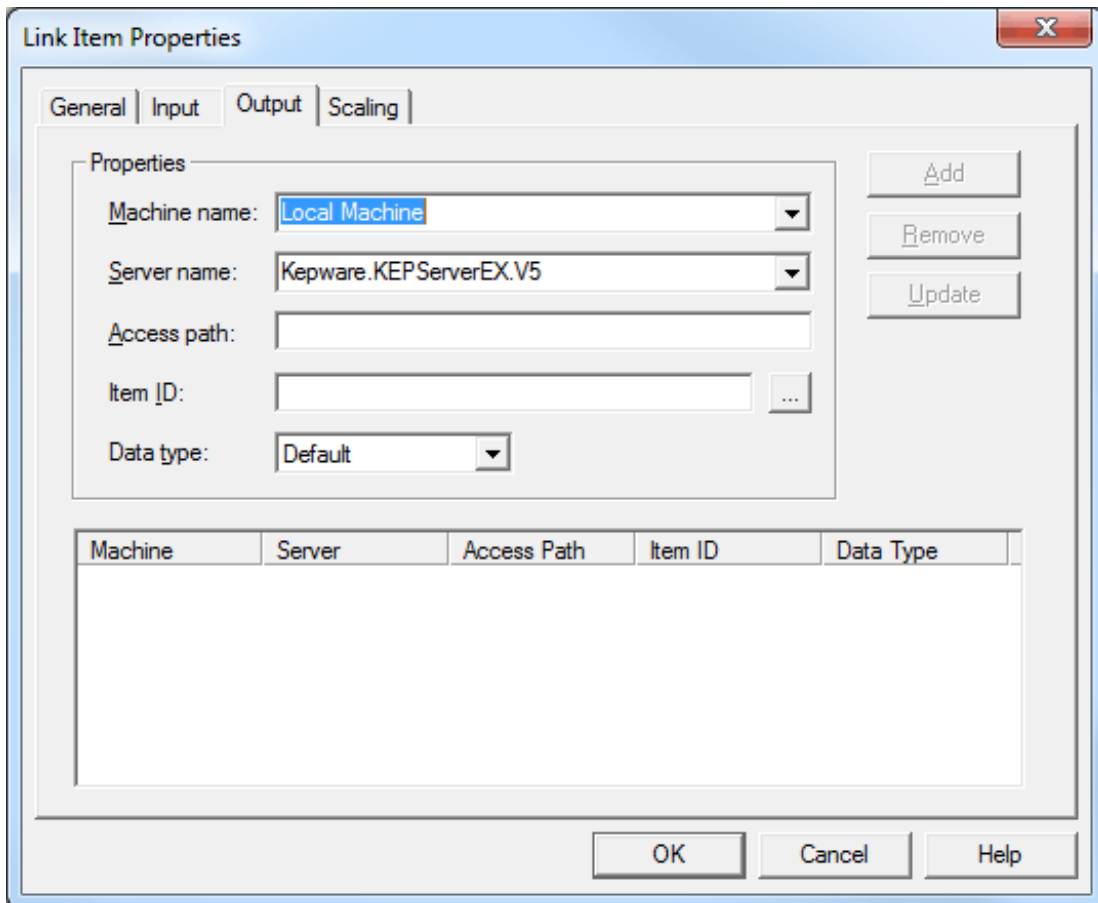 Link Item Properties
General Input Output Scaling
Properties
Machine name: Local Machine
Add
Remove
Server name: Kepware.KEPServerEX.V5
Update
Access path:
Item ID: ...
Data type: Default
Machine Server Access Path Item ID Data Type
OK Cancel Help